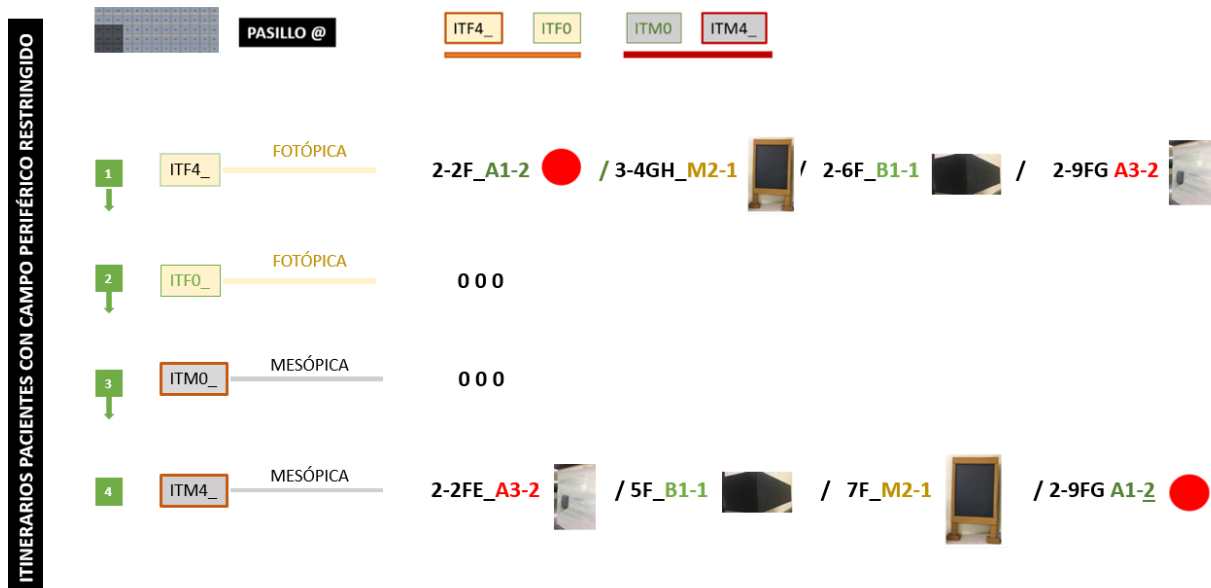 ITINERARIOS PACIENTES CON CAMPO PERIFÉRICO RESTRINGIDO
PASILLO @
ITF4_ ITF0 ITM0 ITM4_
1 ITF4_ FOTÓPICA 2-2F_A1-2 / 3-4GH_M2-1 / 2-6F_B1-1 / 2-9FG A3-2
2 ITF0_ FOTÓPICA 0 0 0
3 ITM0_ MESÓPICA 0 0 0
4 ITM4_ MESÓPICA 2-2FE_A3-2 / 5F_B1-1 / 7F_M2-1 / 2-9FG A1-2